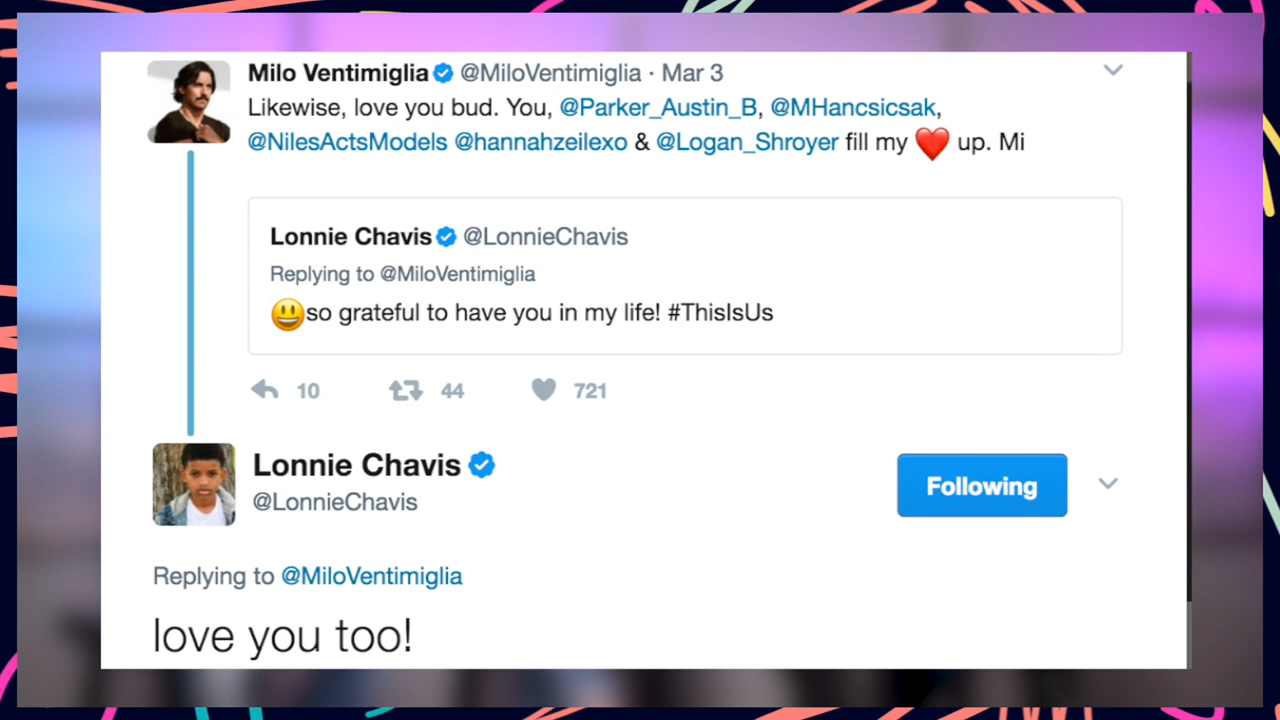 Milo Ventimiglia @MiloVentimiglia · Mar 3
Likewise, love you bud. You, @Parker_Austin_B, @MHancsicsak,
@NilesActsModels @hannahzeilexo & @Logan_Shroyer fill my ❤️ up. Mi
Lonnie Chavis @LonnieChavis
Replying to @MiloVentimiglia
😃so grateful to have you in my life! #ThisIsUs
10 44 721
Lonnie Chavis
@LonnieChavis
Following
Replying to @MiloVentimiglia
love you too!